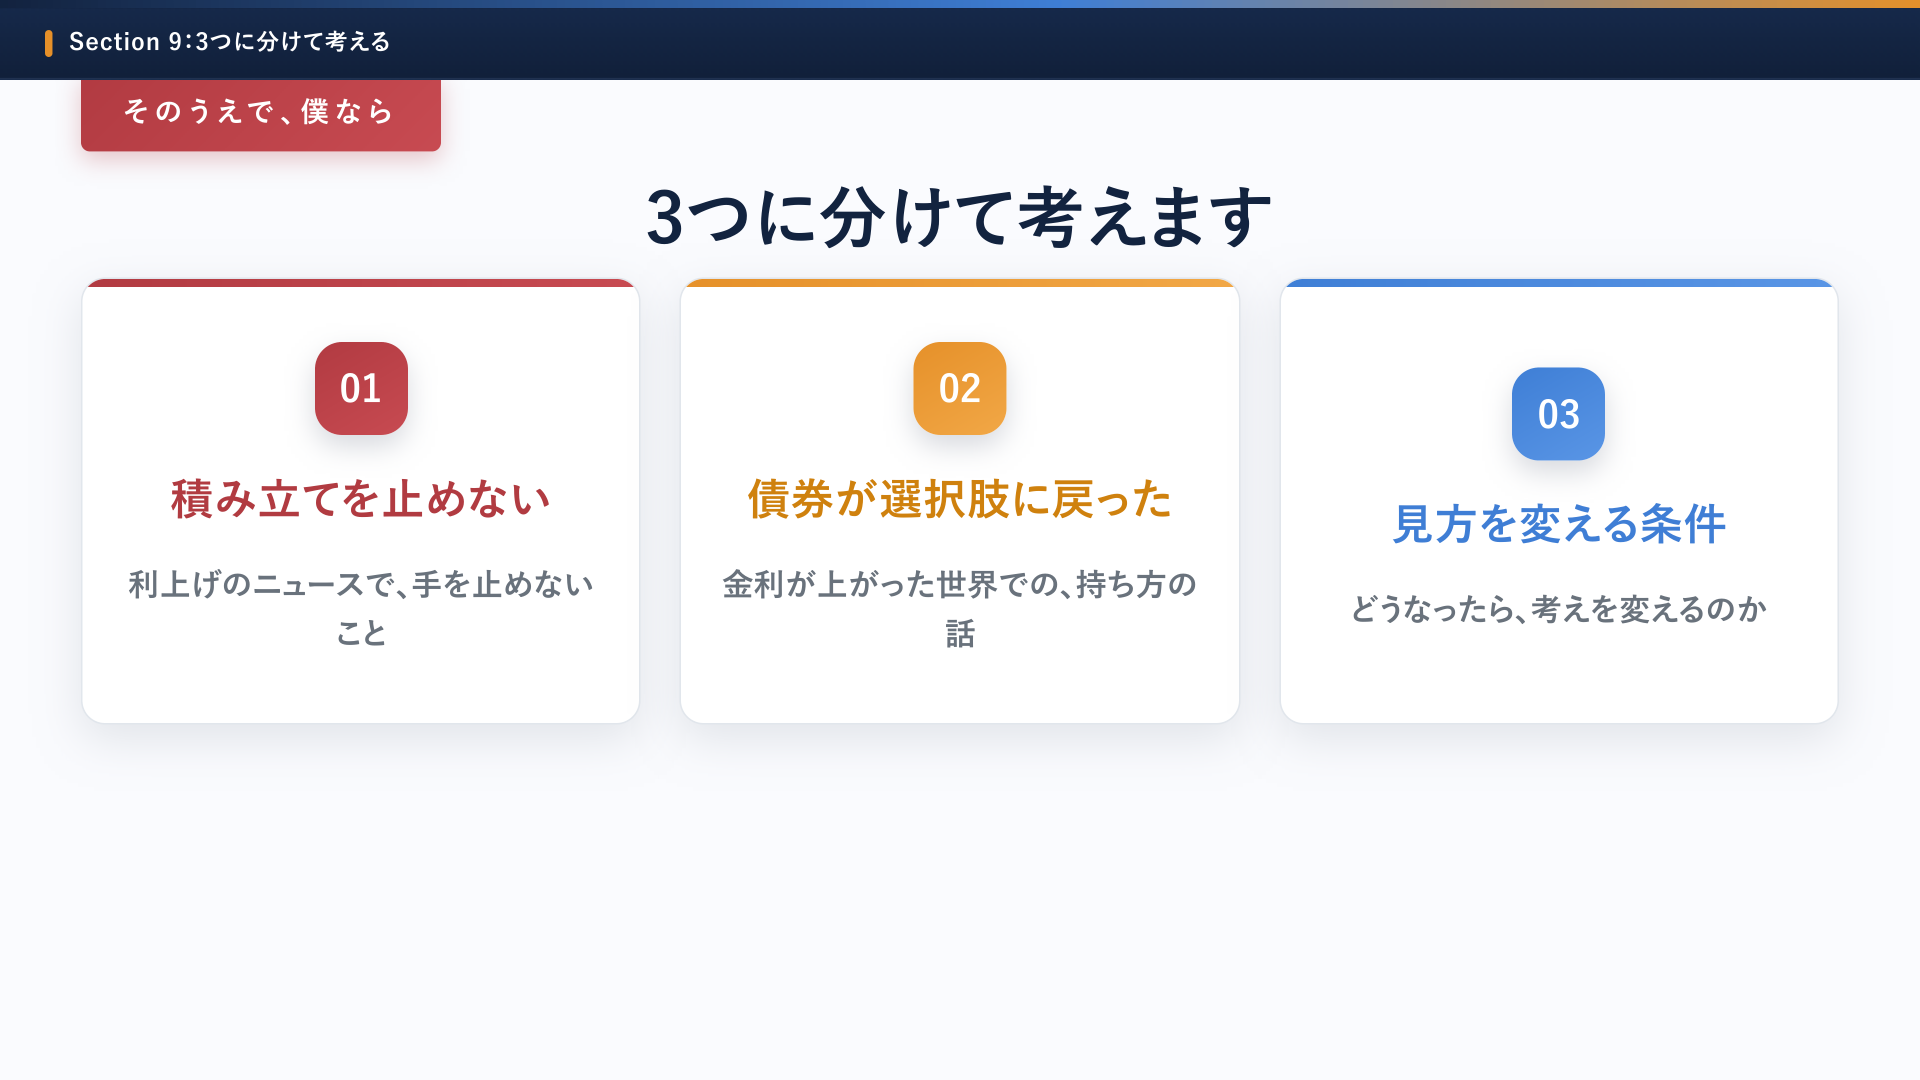 Section 9：3つに分けて考える
そのうえで、僕なら
3つに分けて考えます
01
積み立てを止めない
利上げのニュースで、手を止めない
こと
02
債券が選択肢に戻った
金利が上がった世界での、持ち方の
話
03
見方を変える条件
どうなったら、考えを変えるのか